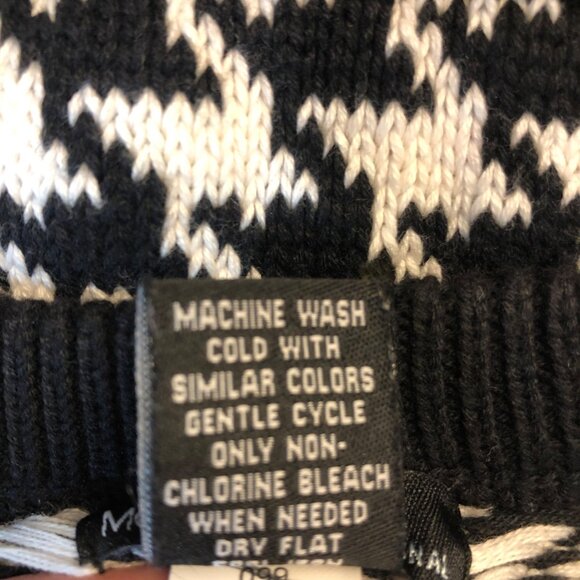 MACHINE WASH
COLD WITH
SIMILAR COLORS
GENTLE CYCLE
ONLY NON-
CHLORINE BLEACH
WHEN NEEDED
DRY FLAT